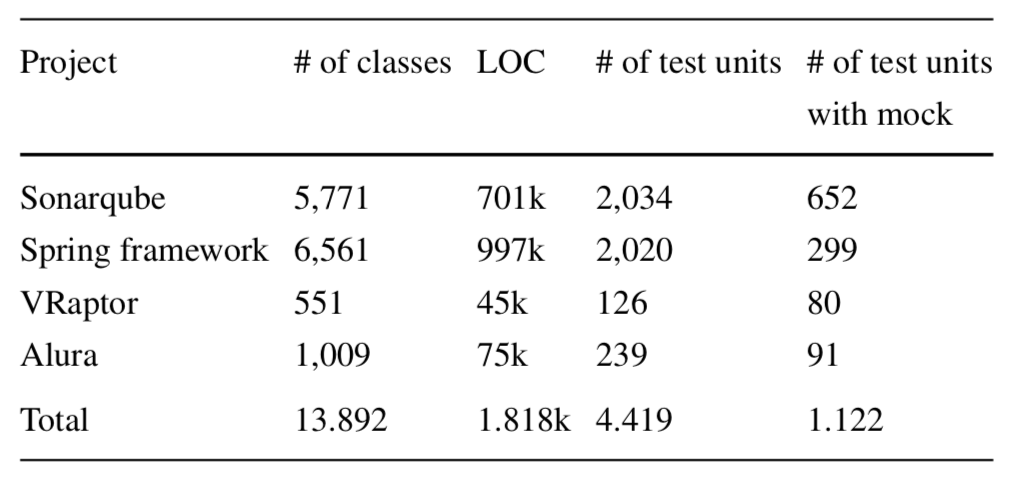 Project # of classes LOC # of test units # of test units
with mock
Sonarqube 5,771 701k 2,034 652
Spring framework 6,561 997k 2,020 299
VRaptor 551 45k 126 80
Alura 1,009 75k 239 91
Total 13.892 1.818k 4.419 1.122